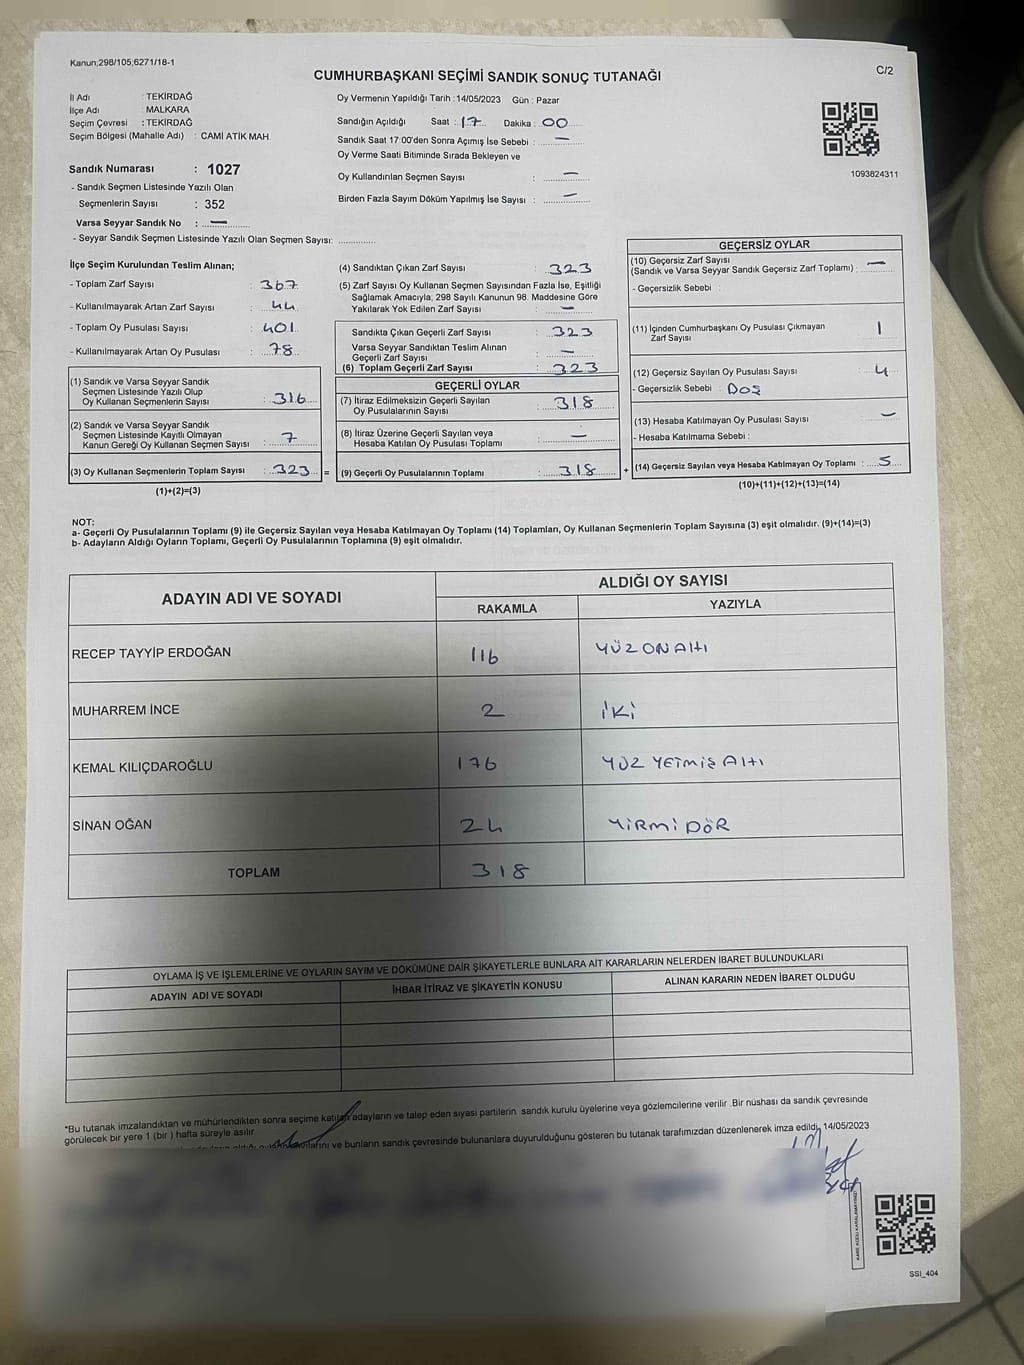 Kanun;298/105,6271/18-1
CUMHURBAŞKANI SEÇİMİ SANDIK SONUÇ TUTANAĞI
C/2
İl Adı : TEKİRDAĞ
İlçe Adı : MALKARA
Seçim Çevresi : TEKİRDAĞ
Seçim Bölgesi (Mahalle Adı) : CAMİ ATİK MAH.
Sandık Numarası : 1027
- Sandık Seçmen Listesinde Yazılı Olan
Seçmenlerin Sayısı : 352
Varsa Seyyar Sandık No : —
- Seyyar Sandık Seçmen Listesinde Yazılı Olan Seçmen Sayısı: ..............
Oy Vermenin Yapıldığı Tarih :14/05/2023 Gün : Pazar
Sandığın Açıldığı Saat : 17 Dakika : 00
Sandık Saat 17:00'den Sonra Açımış İse Sebebi : —
Oy Verme Saati Bitiminde Sırada Bekleyen ve
Oy Kullandırılan Seçmen Sayısı : —
Birden Fazla Sayım Döküm Yapılmış İse Sayısı : —
1093824311
İlçe Seçim Kurulundan Teslim Alınan;
- Toplam Zarf Sayısı : 367
- Kullanılmayarak Artan Zarf Sayısı : 44
- Toplam Oy Pusulası Sayısı : 401
- Kullanılmayarak Artan Oy Pusulası : 78
(1) Sandık ve Varsa Seyyar Sandık
Seçmen Listesinde Yazılı Olup
Oy Kullanan Seçmenlerin Sayısı : 316
(2) Sandık ve Varsa Seyyar Sandık
Seçmen Listesinde Kayıtlı Olmayan
Kanun Gereği Oy Kullanan Seçmen Sayısı : 7
(3) Oy Kullanan Seçmenlerin Toplam Sayısı : 323 =
(1)+(2)=(3)
(4) Sandıktan Çıkan Zarf Sayısı : 323
(5) Zarf Sayısı Oy Kullanan Seçmen Sayısından Fazla İse, Eşitliği
Sağlamak Amacıyla, 298 Sayılı Kanunun 98. Maddesine Göre
Yakılarak Yok Edilen Zarf Sayısı : —
Sandıkta Çıkan Geçerli Zarf Sayısı : 323
Varsa Seyyar Sandıktan Teslim Alınan
Geçerli Zarf Sayısı : —
(6) Toplam Geçerli Zarf Sayısı : 323
GEÇERLİ OYLAR
(7) İtiraz Edilmeksizin Geçerli Sayılan
Oy Pusulalarının Sayısı : 318
(8) İtiraz Üzerine Geçerli Sayılan veya
Hesaba Katılan Oy Pusulası Toplamı : —
(9) Geçerli Oy Pusulalarının Toplamı : 318 +
GEÇERSİZ OYLAR
(10) Geçersiz Zarf Sayısı
(Sandık ve Varsa Seyyar Sandık Geçersiz Zarf Toplamı) : —
- Geçersizlik Sebebi :
(11) İçinden Cumhurbaşkanı Oy Pusulası Çıkmayan
Zarf Sayısı : 1
(12) Geçersiz Sayılan Oy Pusulası Sayısı : 4
- Geçersizlik Sebebi : BOŞ
(13) Hesaba Katılmayan Oy Pusulası Sayısı : —
- Hesaba Katılmama Sebebi :
(14) Geçersiz Sayılan veya Hesaba Katılmayan Oy Toplamı : 5
(10)+(11)+(12)+(13)=(14)
NOT:
a- Geçerli Oy Pusulalarının Toplamı (9) ile Geçersiz Sayılan veya Hesaba Katılmayan Oy Toplamı (14) Toplamları, Oy Kullanan Seçmenlerin Toplam Sayısına (3) eşit olmalıdır. (9)+(14)=(3)
b- Adayların Aldığı Oyların Toplamı, Geçerli Oy Pusulalarının Toplamına (9) eşit olmalıdır.
ADAYIN ADI VE SOYADI
ALDIĞI OY SAYISI
RAKAMLA YAZIYLA
RECEP TAYYİP ERDOĞAN 116 YÜZ ON ALTI
MUHARREM İNCE 2 İKİ
KEMAL KILIÇDAROĞLU 176 YÜZ YETMİŞ ALTI
SİNAN OĞAN 24 YİRMİ DÖR
TOPLAM 318
OYLAMA İŞ VE İŞLEMLERİNE VE OYLARIN SAYIM VE DÖKÜMÜNE DAİR ŞİKAYETLERLE BUNLARA AİT KARARLARIN NELERDEN İBARET BULUNDUKLARI
ADAYIN ADI VE SOYADI İHBAR İTİRAZ VE ŞİKAYETİN KONUSU ALINAN KARARIN NEDEN İBARET OLDUĞU
*Bu tutanak imzalandıktan ve mühürlendikten sonra seçime katılan adayların ve talep eden siyasi partilerin sandık kurulu üyelerine veya gözlemcilerine verilir .Bir nüshası da sandık çevresinde
görülecek bir yere 1 (bir ) hafta süreyle asılır.
ve bunların sandık çevresinde bulunanlara duyurulduğunu gösteren bu tutanak tarafımızdan düzenlenerek imza edildi. 14/05/2023
KARE KODU KARALAMAYINIZ
SSI_404